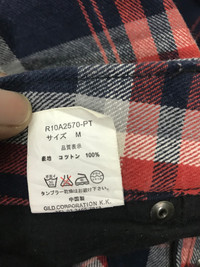 R10A2570-PT
サイズ M
品質表示
表地 コットン 100%
タンブラー乾燥はお避け下さい。
中国製
GILD.CORPORATION K.K.